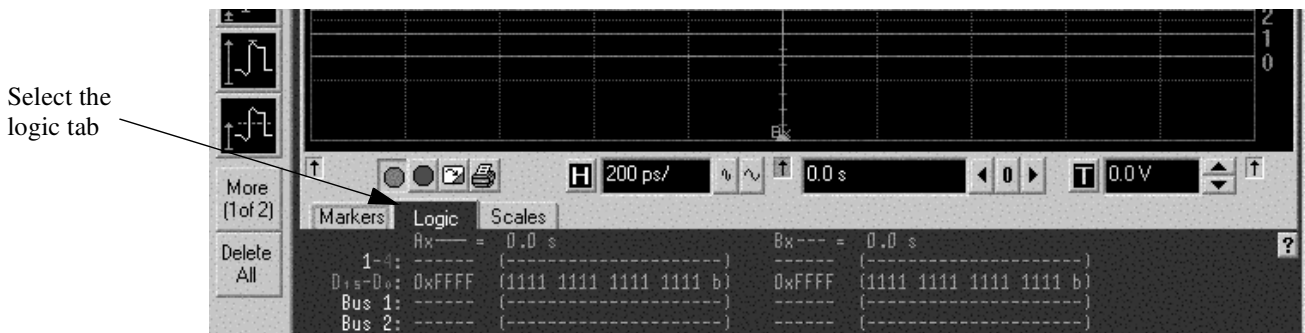 2
1
0
Select the
logic tab
H 200 ps/ 0.0 s 0 T 0.0 V
More
(1of 2)
Delete
All
Markers Logic Scales
Ax--- = 0.0 s Bx--- = 0.0 s ?
1-4: ------ (-------------------) ------ (-------------------)
D15-D0: 0xFFFF (1111 1111 1111 1111 b) 0xFFFF (1111 1111 1111 1111 b)
Bus 1: ------ (-------------------) ------ (-------------------)
Bus 2: ------ (-------------------) ------ (-------------------)